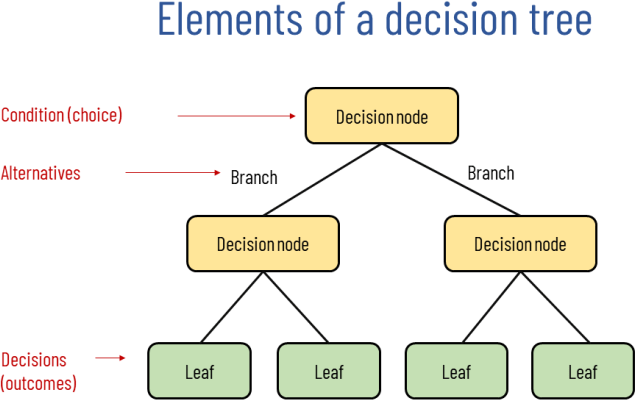 Elements of a decision tree
Condition (choice)
Decision node
Alternatives
Branch
Branch
Decision node
Decision node
Decisions
(outcomes)
Leaf
Leaf
Leaf
Leaf